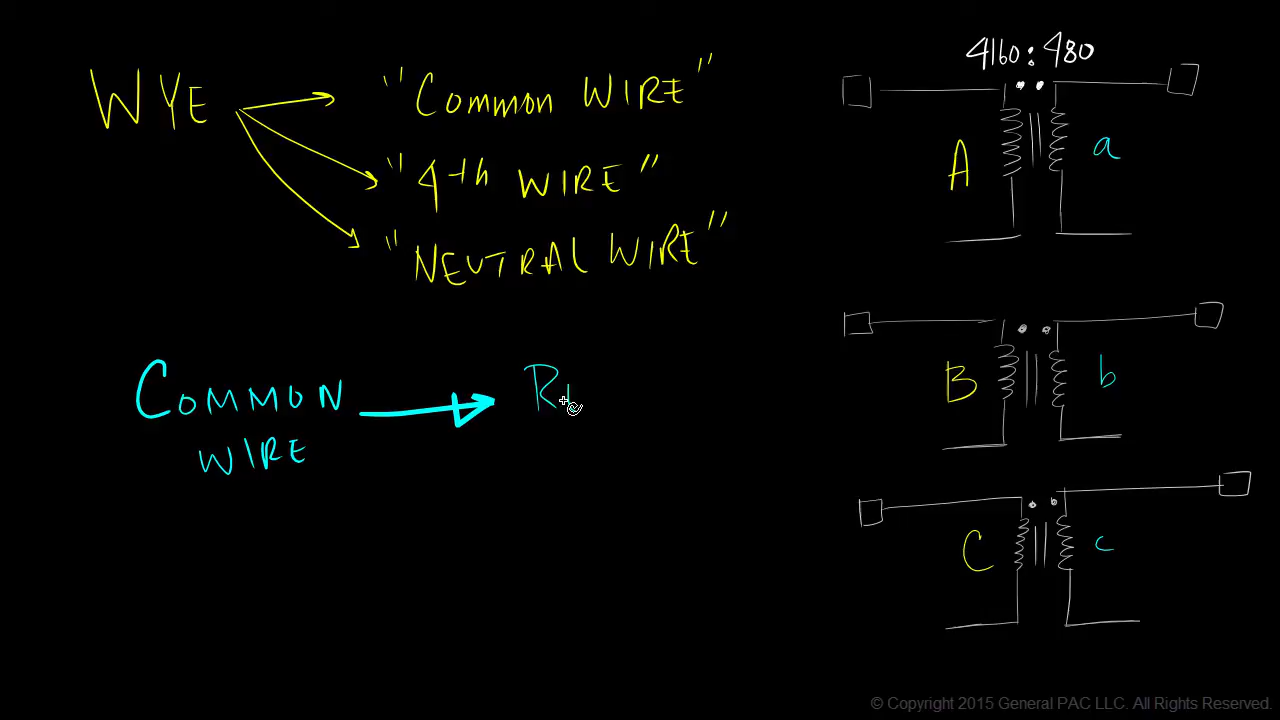 WYE
"Common WIRE"
"4th WIRE"
"NEUTRAL WIRE"
COMMON
WIRE
4160:480
A
a
B
b
C
c
© Copyright 2015 General PAC LLC. All Rights Reserved.